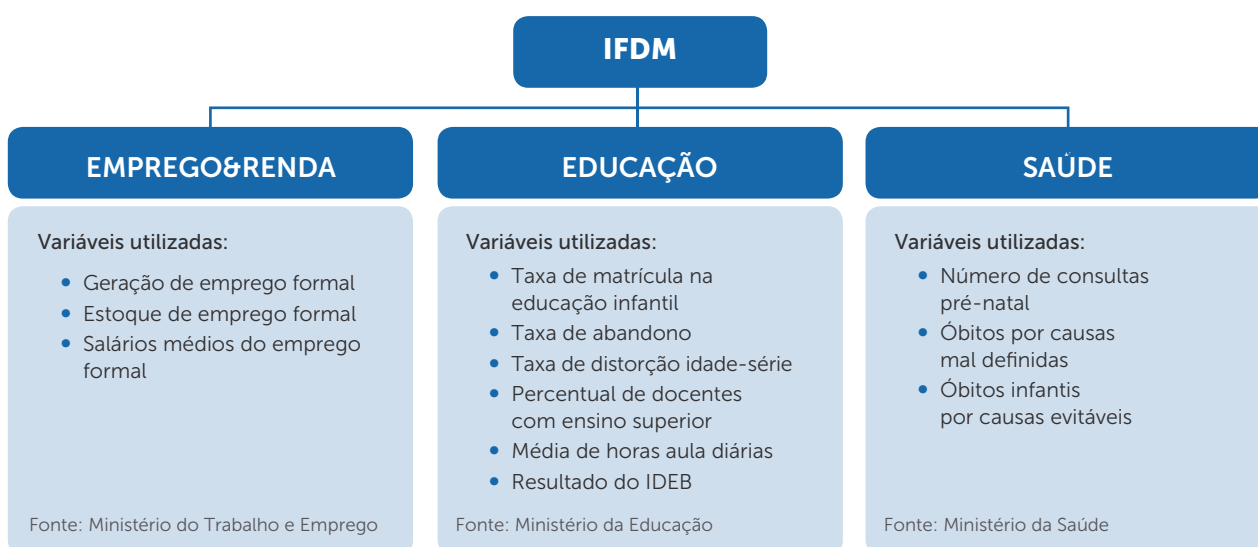 IFDM
EMPREGO&RENDA
Variáveis utilizadas:
• Geração de emprego formal
• Estoque de emprego formal
• Salários médios do emprego
formal
Fonte: Ministério do Trabalho e Emprego
EDUCAÇÃO
Variáveis utilizadas:
• Taxa de matrícula na
educação infantil
• Taxa de abandono
• Taxa de distorção idade-série
• Percentual de docentes
com ensino superior
• Média de horas aula diárias
• Resultado do IDEB
Fonte: Ministério da Educação
SAÚDE
Variáveis utilizadas:
• Número de consultas
pré-natal
• Óbitos por causas
mal definidas
• Óbitos infantis
por causas evitáveis
Fonte: Ministério da Saúde